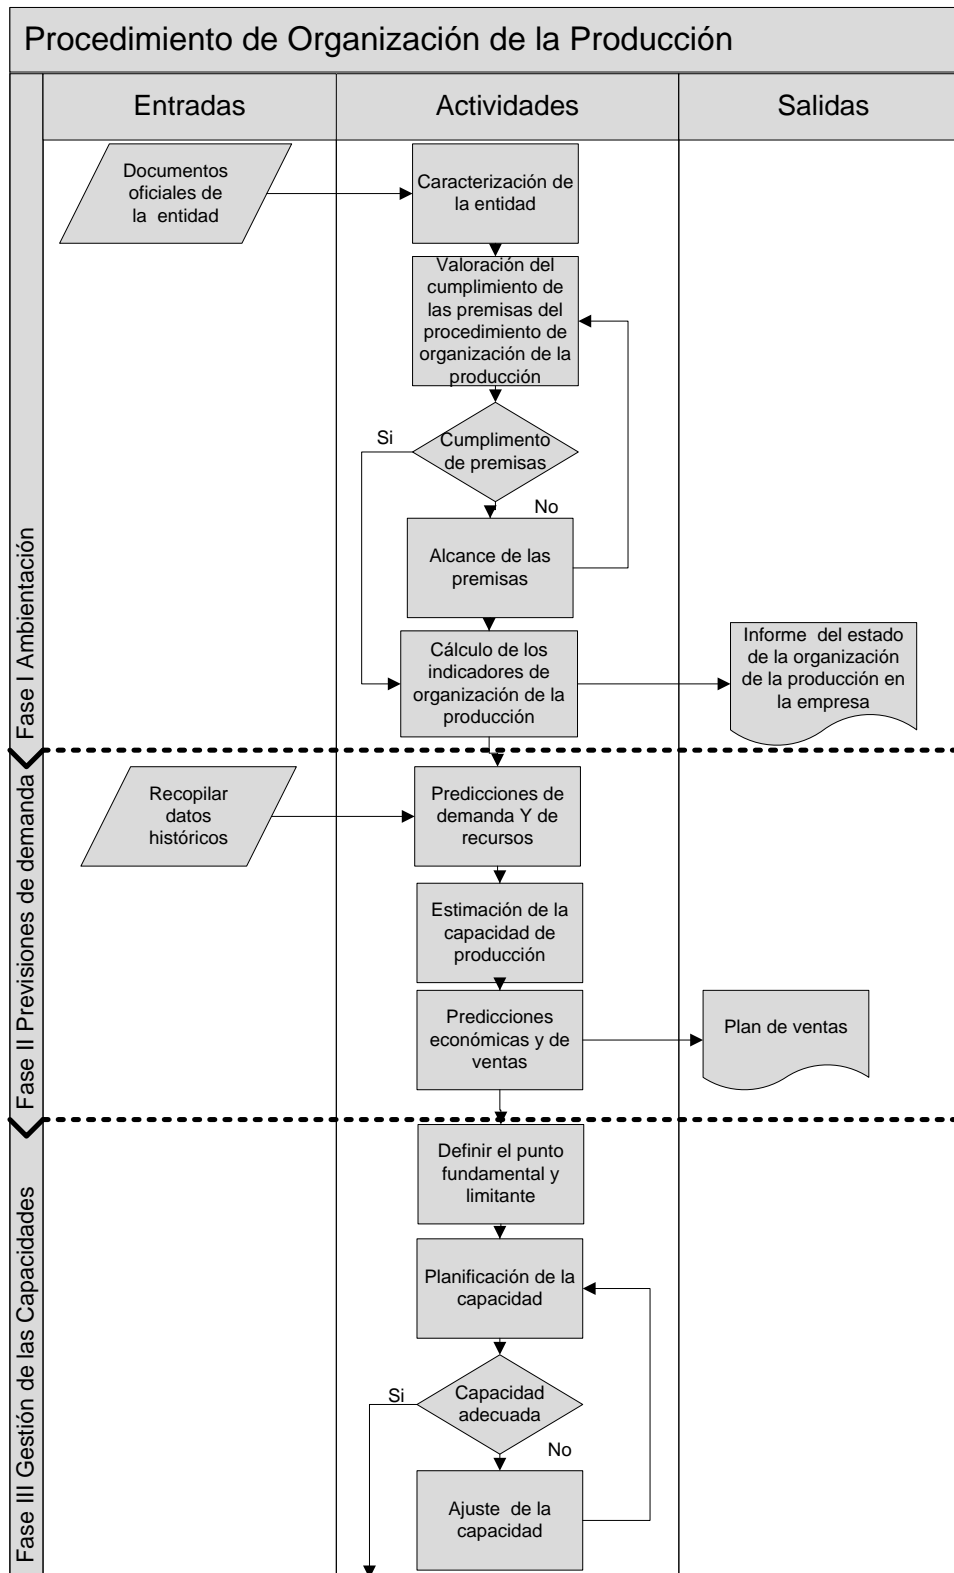 Procedimiento de Organización de la Producción
Entradas
Actividades
Salidas
Fase I Ambientación
Documentos
oficiales de
la entidad
Caracterización de
la entidad
Valoración del
cumplimiento de
las premisas del
procedimiento de
organización de la
producción
Si
Cumplimento
de premisas
No
Alcance de las
premisas
Cálculo de los
indicadores de
organización de la
producción
Informe del estado
de la organización
de la producción en
la empresa
Fase II Previsiones de demanda
Recopilar
datos
históricos
Predicciones de
demanda Y de
recursos
Estimación de la
capacidad de
producción
Predicciones
económicas y de
ventas
Plan de ventas
Fase III Gestión de las Capacidades
Definir el punto
fundamental y
limitante
Planificación de la
capacidad
Si
Capacidad
adecuada
No
Ajuste de la
capacidad